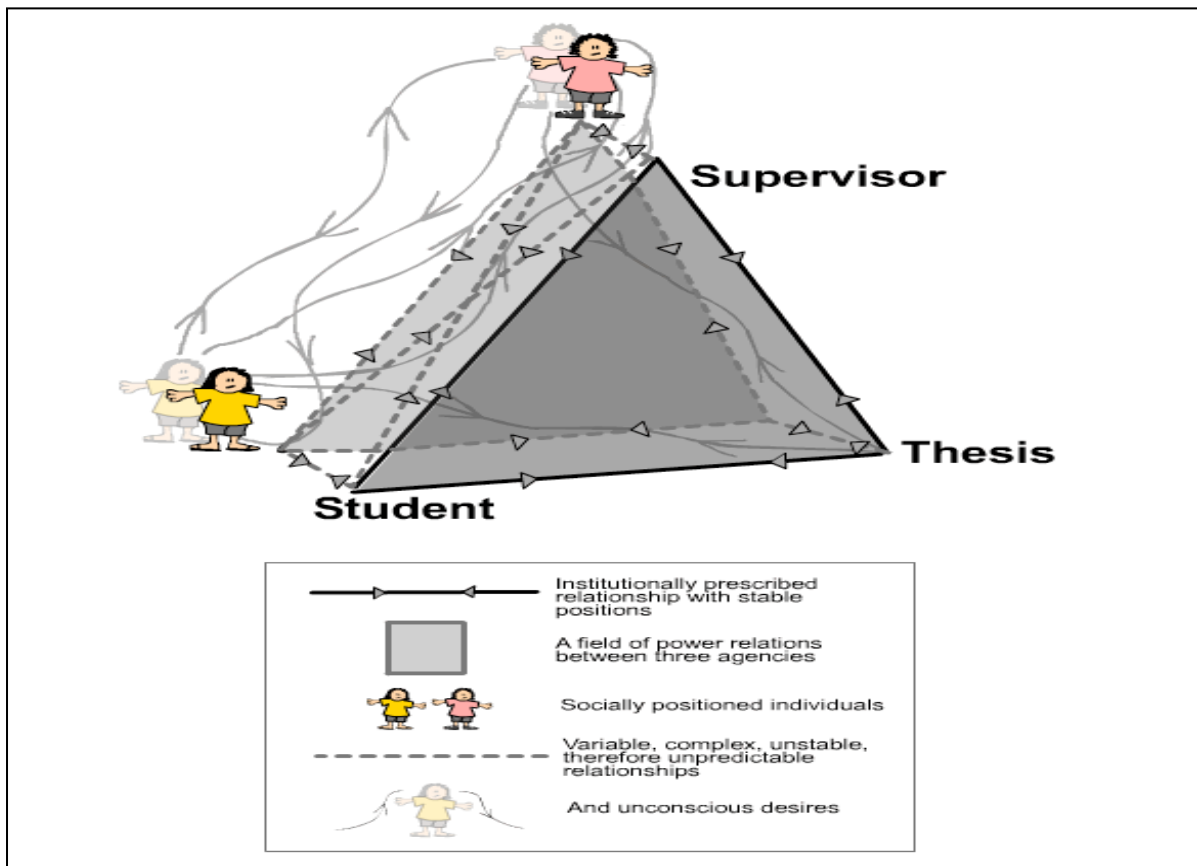 Supervisor
Thesis
Student
Institutionally prescribed
relationship with stable
positions
A field of power relations
between three agencies
Socially positioned individuals
Variable, complex, unstable,
therefore unpredictable
relationships
And unconscious desires